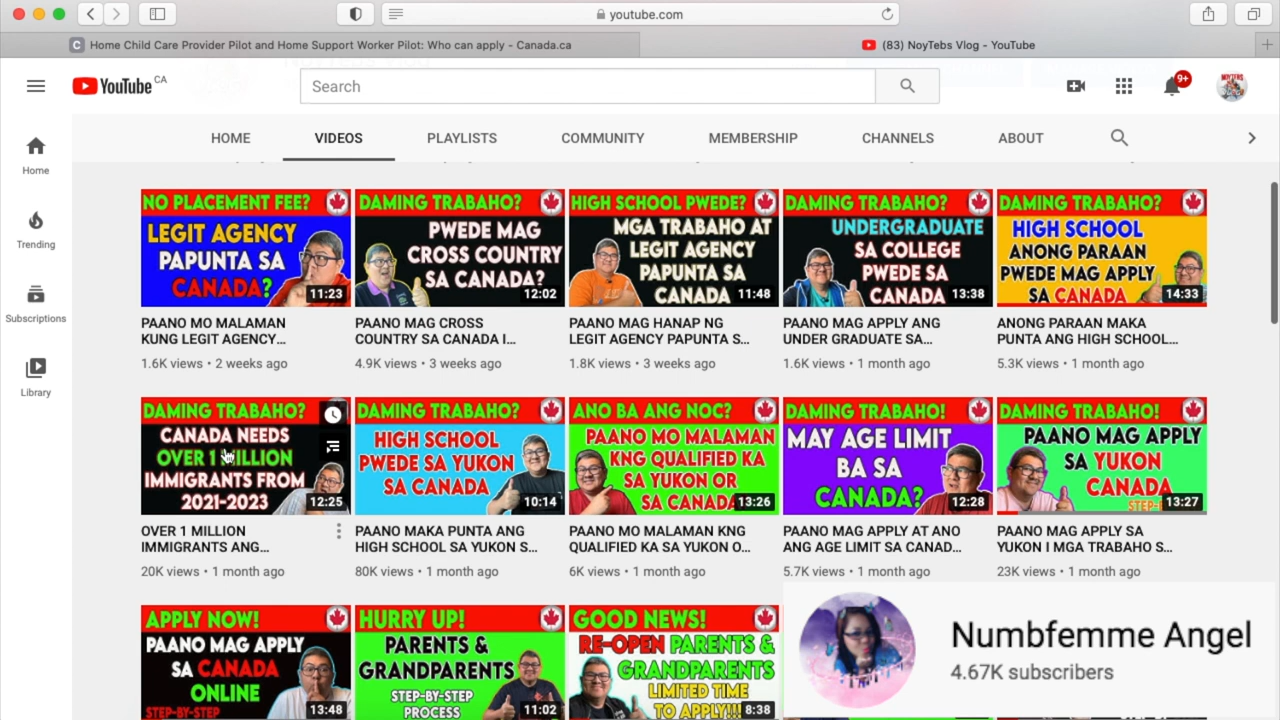 youtube.com
Home Child Care Provider Pilot and Home Support Worker Pilot: Who can apply - Canada.ca
(83) NoyTebs Vlog - YouTube
YouTube CA
Search
9+
HOME
VIDEOS
PLAYLISTS
COMMUNITY
MEMBERSHIP
CHANNELS
ABOUT
Home
Trending
Subscriptions
Library
NO PLACEMENT FEE?
LEGIT AGENCY
PAPUNTA SA
CANADA?
11:23
PAANO MO MALAMAN
KUNG LEGIT AGENCY...
1.6K views • 2 weeks ago
DAMING TRABAHO?
PWEDE MAG
CROSS COUNTRY
SA CANADA?
12:02
PAANO MAG CROSS
COUNTRY SA CANADA I...
4.9K views • 3 weeks ago
HIGH SCHOOL PWEDE?
MGA TRABAHO AT
LEGIT AGENCY
PAPUNTA SA
CANADA
11:48
PAANO MAG HANAP NG
LEGIT AGENCY PAPUNTA S...
1.8K views • 3 weeks ago
DAMING TRABAHO?
UNDERGRADUATE
SA COLLEGE
PWEDE SA
CANADA
13:38
PAANO MAG APPLY ANG
UNDER GRADUATE SA...
1.6K views • 1 month ago
DAMING TRABAHO?
HIGH SCHOOL
ANONG PARAAN
PWEDE MAG APPLY
SA CANADA
14:33
ANONG PARAAN MAKA
PUNTA ANG HIGH SCHOOL...
5.3K views • 1 month ago
DAMING TRABAHO?
CANADA NEEDS
OVER 1 MILLION
IMMIGRANTS FROM
2021-2023
12:25
OVER 1 MILLION
IMMIGRANTS ANG...
20K views • 1 month ago
DAMING TRABAHO?
HIGH SCHOOL
PWEDE SA YUKON
SA CANADA
10:14
PAANO MAKA PUNTA ANG
HIGH SCHOOL SA YUKON S...
80K views • 1 month ago
ANO BA ANG NOC?
PAANO MO MALAMAN
KNG QUALIFIED KA
SA YUKON OR
SA CANADA
13:26
PAANO MO MALAMAN KNG
QUALIFIED KA SA YUKON O...
6K views • 1 month ago
DAMING TRABAHO!
MAY AGE LIMIT
BA SA
CANADA?
12:28
PAANO MAG APPLY AT ANO
ANG AGE LIMIT SA CANAD...
5.7K views • 1 month ago
DAMING TRABAHO!
PAANO MAG APPLY
SA YUKON
CANADA
STEP-
13:27
PAANO MAG APPLY SA
YUKON I MGA TRABAHO S...
23K views • 1 month ago
APPLY NOW!
PAANO MAG APPLY
SA CANADA
ONLINE
STEP-BY-STEP
13:48
HURRY UP!
PARENTS &
GRANDPARENTS
STEP-BY-STEP
PROCESS
11:02
GOOD NEWS!
RE-OPEN PARENTS &
GRANDPARENTS
LIMITED TIME
TO APPLY!!!
8:38
Numbfemme Angel
4.67K subscribers